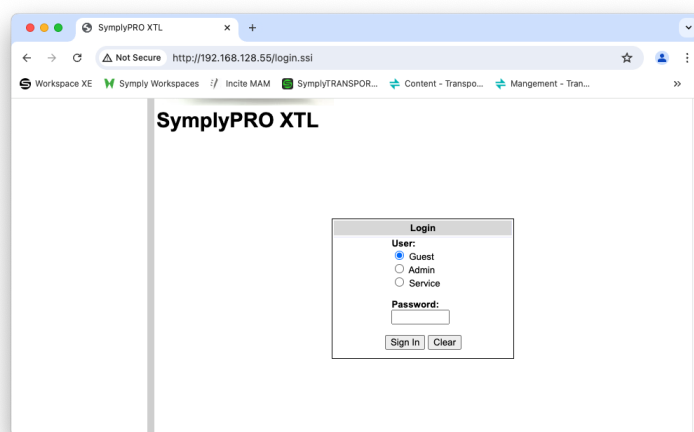 SymplyPRO XTL
Not Secure http://192.168.128.55/login.ssi
Workspace XE Symply Workspaces Incite MAM SymplyTRANSPOR... Content - Transpo... Mangement - Tran...
SymplyPRO XTL
Login
User:
Guest
Admin
Service
Password:
Sign In Clear